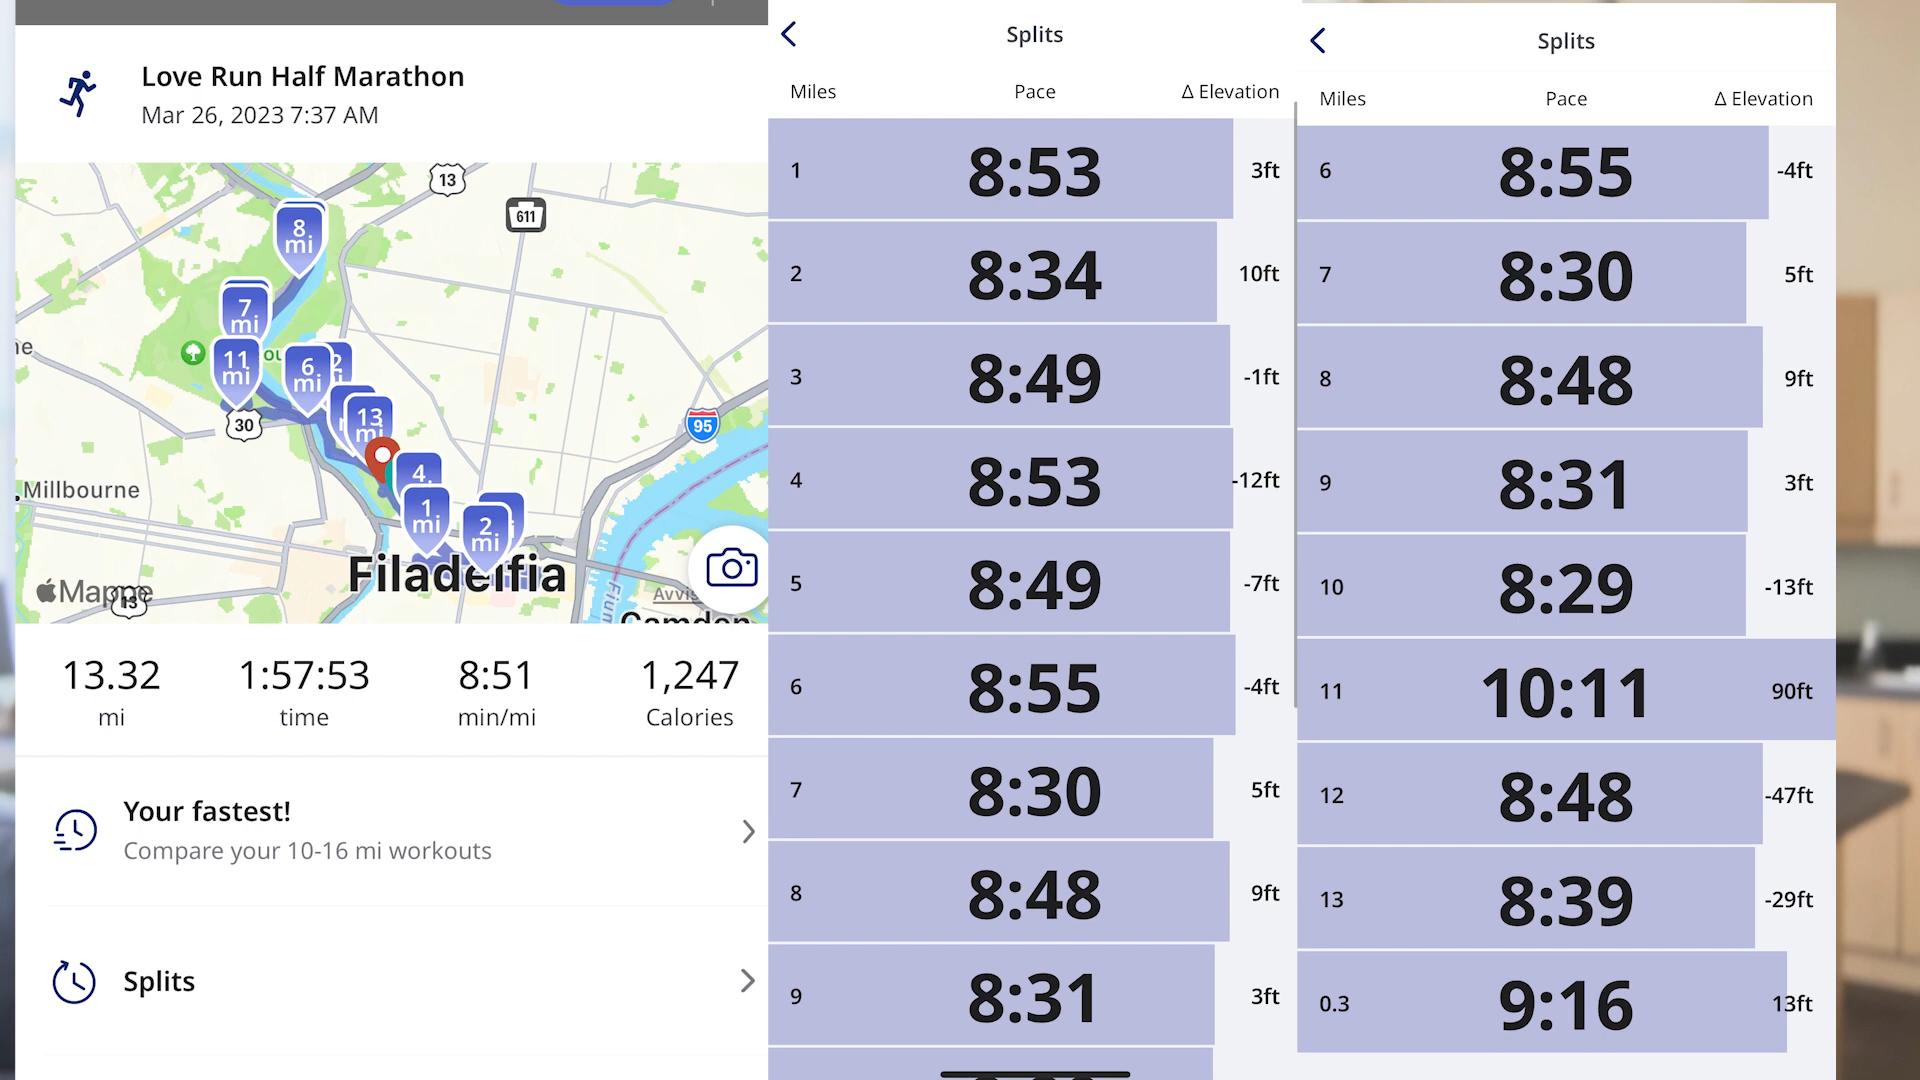 Love Run Half Marathon
Mar 26, 2023 7:37 AM
13
611
8
mi
7
mi
11
mi
6
mi
13
mi
30
95
4
1
mi
2
mi
Millbourne
Filadelfia
13
13.32
mi
1:57:53
time
8:51
min/mi
1,247
Calories
Your fastest!
Compare your 10-16 mi workouts
Splits
Splits
Miles Pace Δ Elevation
1 8:53 3ft
2 8:34 10ft
3 8:49 -1ft
4 8:53 -12ft
5 8:49 -7ft
6 8:55 -4ft
7 8:30 5ft
8 8:48 9ft
9 8:31 3ft
Splits
Miles Pace Δ Elevation
6 8:55 -4ft
7 8:30 5ft
8 8:48 9ft
9 8:31 3ft
10 8:29 -13ft
11 10:11 90ft
12 8:48 -47ft
13 8:39 -29ft
0.3 9:16 13ft